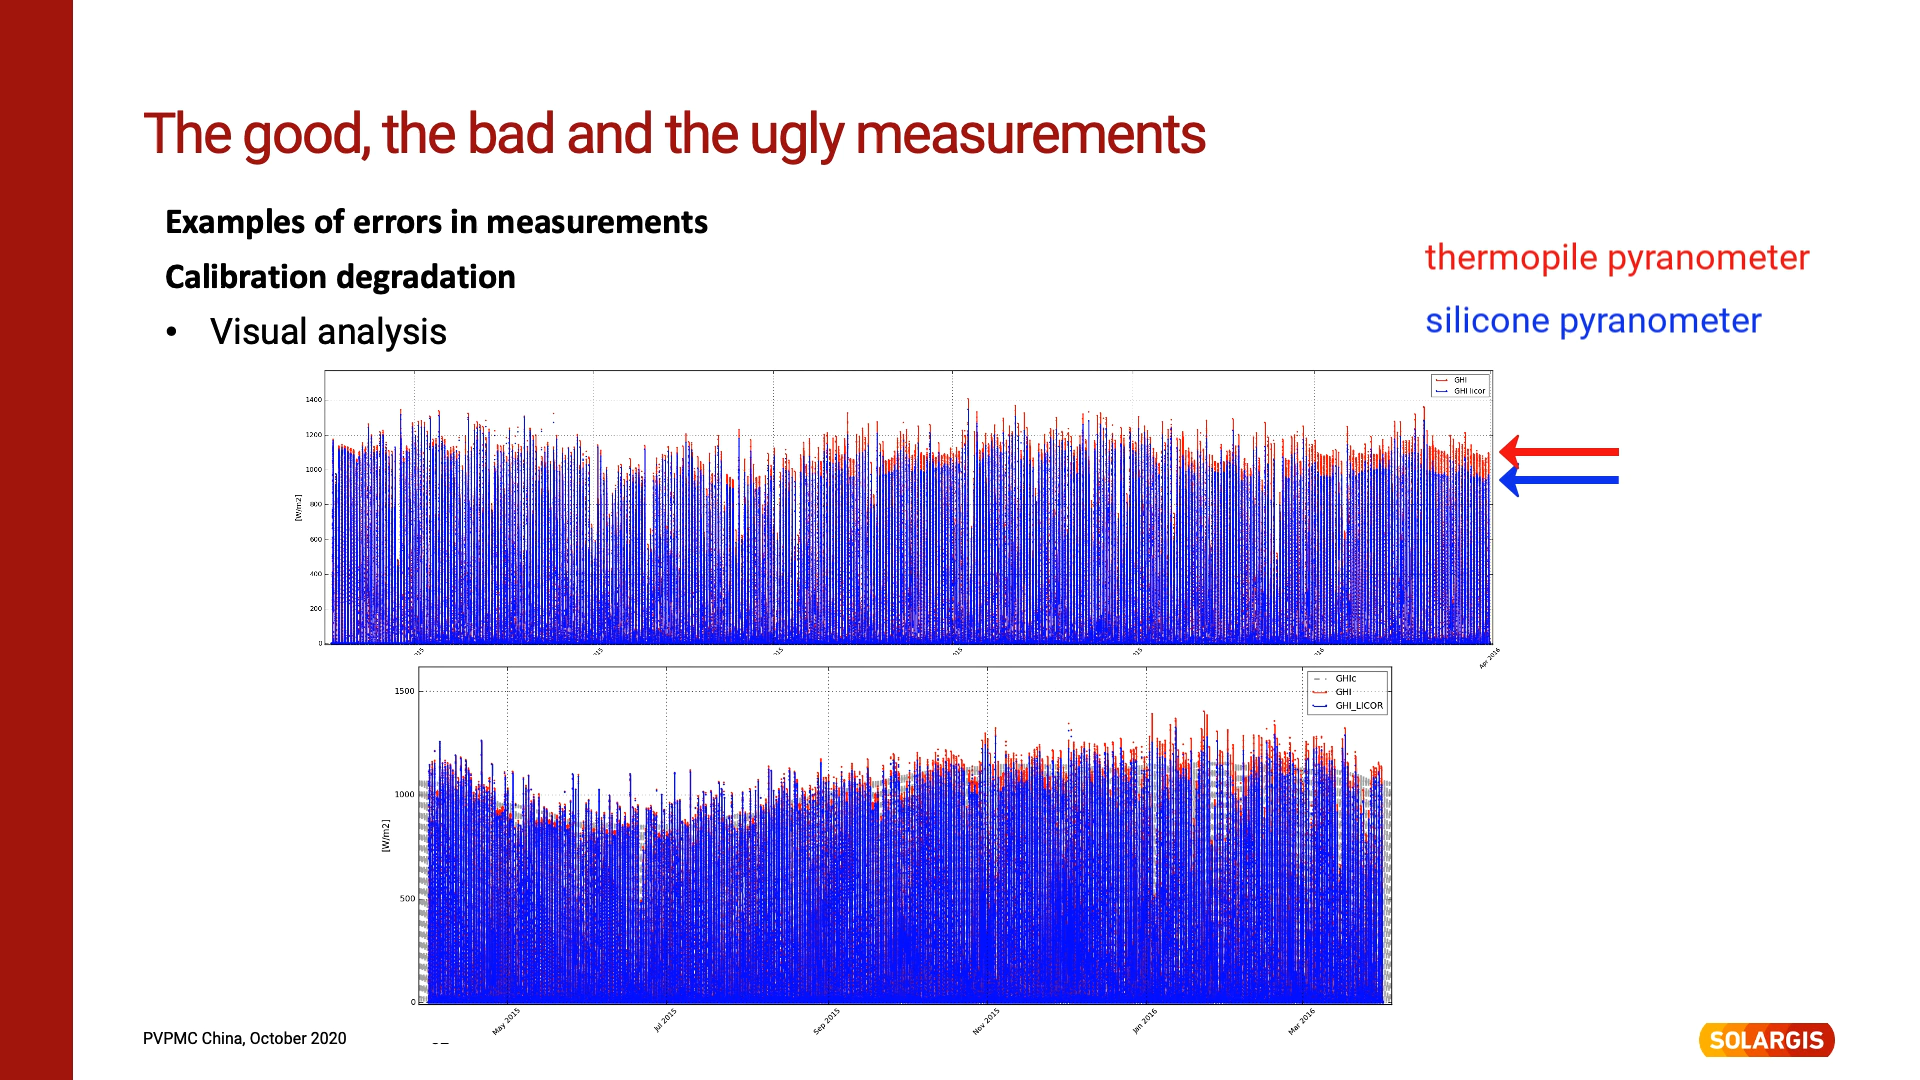 The good, the bad and the ugly measurements
Examples of errors in measurements
Calibration degradation
• Visual analysis
thermopile pyranometer
silicone pyranometer
GHI
GHI licor
1400
1200
1000
800
600
400
200
0
[W/m2]
Apr 2016
GHIc
GHI
GHI_LICOR
1500
1000
500
0
[W/m2]
May 2015
Jul 2015
Sep 2015
Nov 2015
Jan 2016
Mar 2016
PVPMC China, October 2020
SOLARGIS